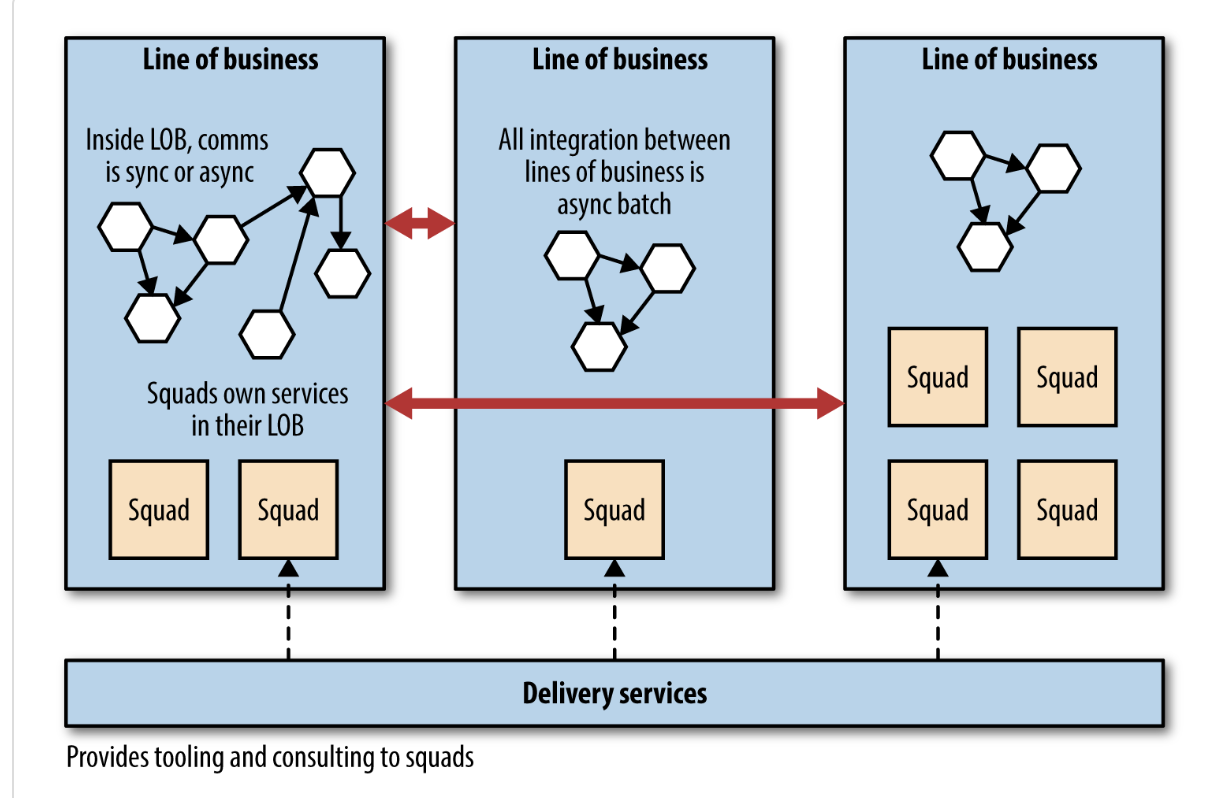 Line of business
Inside LOB, comms
is sync or async
Squads own services
in their LOB
Squad
Squad
Line of business
All integration between
lines of business is
async batch
Squad
Line of business
Squad
Squad
Squad
Squad
Delivery services
Provides tooling and consulting to squads